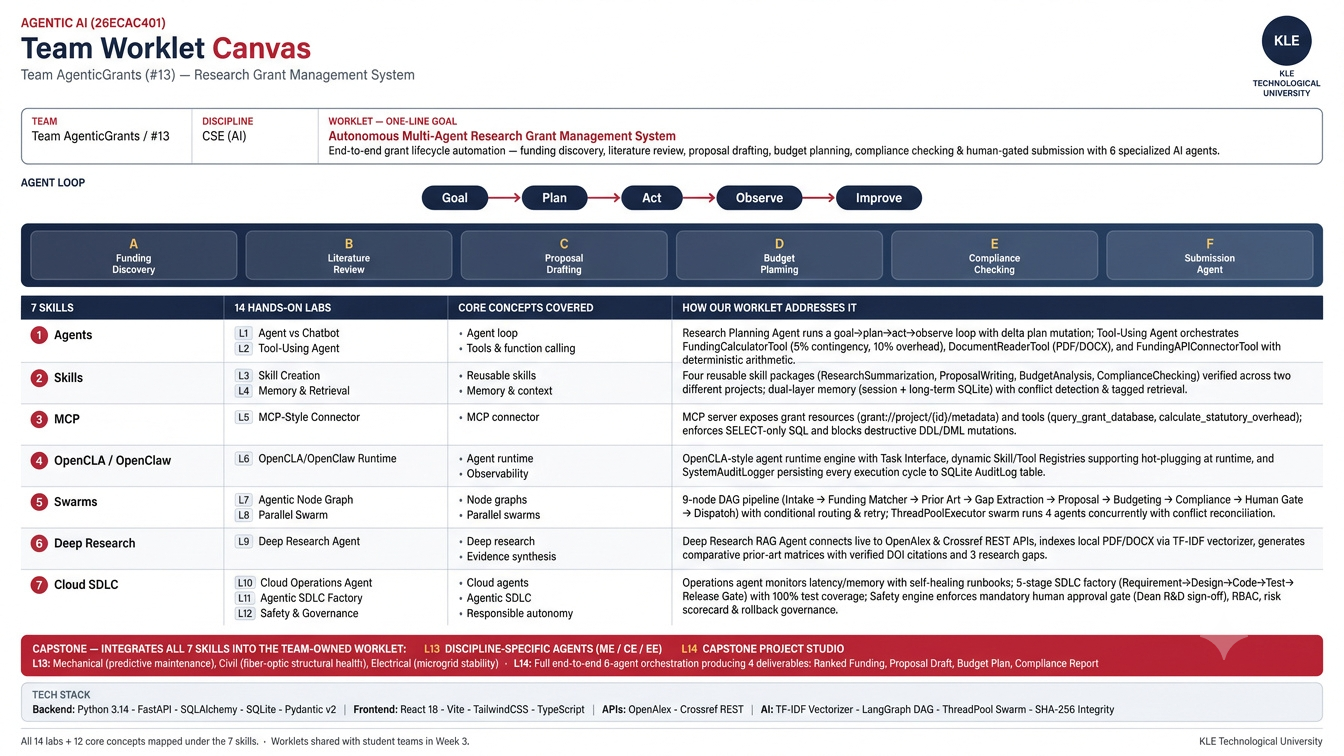 AGENTIC AI (26ECAC401)
Team Worklet Canvas
Team AgenticGrants (#13) — Research Grant Management System
KLE
KLE
TECHNOLOGICAL
UNIVERSITY
TEAM
Team AgenticGrants / #13
DISCIPLINE
CSE (AI)
WORKLET — ONE-LINE GOAL
Autonomous Multi-Agent Research Grant Management System
End-to-end grant lifecycle automation — funding discovery, literature review, proposal drafting, budget planning, compliance checking & human-gated submission with 6 specialized AI agents.
AGENT LOOP
Goal → Plan → Act → Observe → Improve
A
Funding
Discovery
B
Literature
Review
C
Proposal
Drafting
D
Budget
Planming
E
Compliance
Checking
F
Submission
Agent
7 SKILLS
14 HANDS-ON LABS
CORE CONCEPTS COVERED
HOW OUR WORKLET ADDRESSES IT
1 Agents
L1 Agent vs Chatbot
L2 Tool-Using Agent
• Agent loop
• Tools & function calling
Research Planning Agent runs a goal→plan→act→observe loop with delta plan mutation; Tool-Using Agent orchestrates
FundingCalculatorTool (5% contingency, 10% overhead), DocumentReaderTool (PDF/DOCX), and FundingAPIConnectorTool with
deterministic arithmetic.
2 Skills
L3 Skill Creation
L4 Memory & Retrieval
• Reusable skills
• Memory & context
Four reusable skill packages (ResearchSummarization, ProposalWriting, BudgetAnalysis, ComplianceChecking) verified across two
different projects; dual-layer memory (session + long-term SQLite) with conflict detection & tagged retrieval.
3 MCP
L5 MCP-Style Connector
• MCP connector
MCP server exposes grant resources (grant://project/{id}/metadata) and tools (query_grant_database, calculate_statutory_overhead);
enforces SELECT-only SQL and blocks destructive DDL/DML mutations.
4 OpenCLA / OpenClaw
L6 OpenCLA/OpenClaw Runtime
• Agent runtime
• Observability
OpenCLA-style agent runtime engine with Task Interface, dynamic Skill/Tool Registries supporting hot-plugging at runtime, and
SystemAuditLogger persisting every execution cycle to SQLite AuditLog table.
5 Swarms
L7 Agentic Node Graph
L8 Parallel Swarm
• Node graphs
• Parallel swarms
9-node DAG pipeline (Intake → Funding Matcher → Prior Art → Gap Extraction → Proposal → Budgeting → Compliance → Human Gate
→ Dispatch) with conditional routing & retry; ThreadPoolExecutor swarm runs 4 agents concurrently with conflict reconciliation.
6 Deep Research
L9 Deep Research Agent
• Deep research
• Evidence synthesis
Deep Research RAG Agent connects live to OpenAlex & Crossref REST APIs, indexes local PDF/DOCX via TF-IDF vectorizer, generates
comparative prior-art matrices with verified DOI citations and 3 research gaps.
7 Cloud SDLC
L10 Cloud Operations Agent
L11 Agentic SDLC Factory
L12 Safety & Governance
• Cloud agents
• Agentic SDLC
• Responsible autonomy
Operations agent monitors latency/memory with self-healing runbooks; 5-stage SDLC factory (Requirement→Design→Code→Test→
Release Gate) with 100% test coverage; Safety engine enforces mandatory human approval gate (Dean R&D sign-off), RBAC, risk
scorecard & rollback governance.
CAPSTONE — INTEGRATES ALL 7 SKILLS INTO THE TEAM-OWNED WORKLET: L13 DISCIPLINE-SPECIFIC AGENTS (ME / CE / EE) L14 CAPSTONE PROJECT STUDIO
L13: Mechanical (predictive maintenance), Civil (fiber-optic structural health), Electrical (microgrid stability) · L14: Full end-to-end 6-agent orchestration producing 4 deliverables: Ranked Funding, Proposal Draft, Budget Plan, Compliance Report
TECH STACK
Backend: Python 3.14 - FastAPI - SQLAlchemy - SQLite - Pydantic v2 | Frontend: React 18 - Vite - TailwindCSS - TypeScript | APIs: OpenAlex - Crossref REST | AI: TF-IDF Vectorizer - LangGraph DAG - ThreadPool Swarm - SHA-256 Integrity
All 14 labs + 12 core concepts mapped under the 7 skills. · Worklets shared with student teams in Week 3.
KLE Technological University